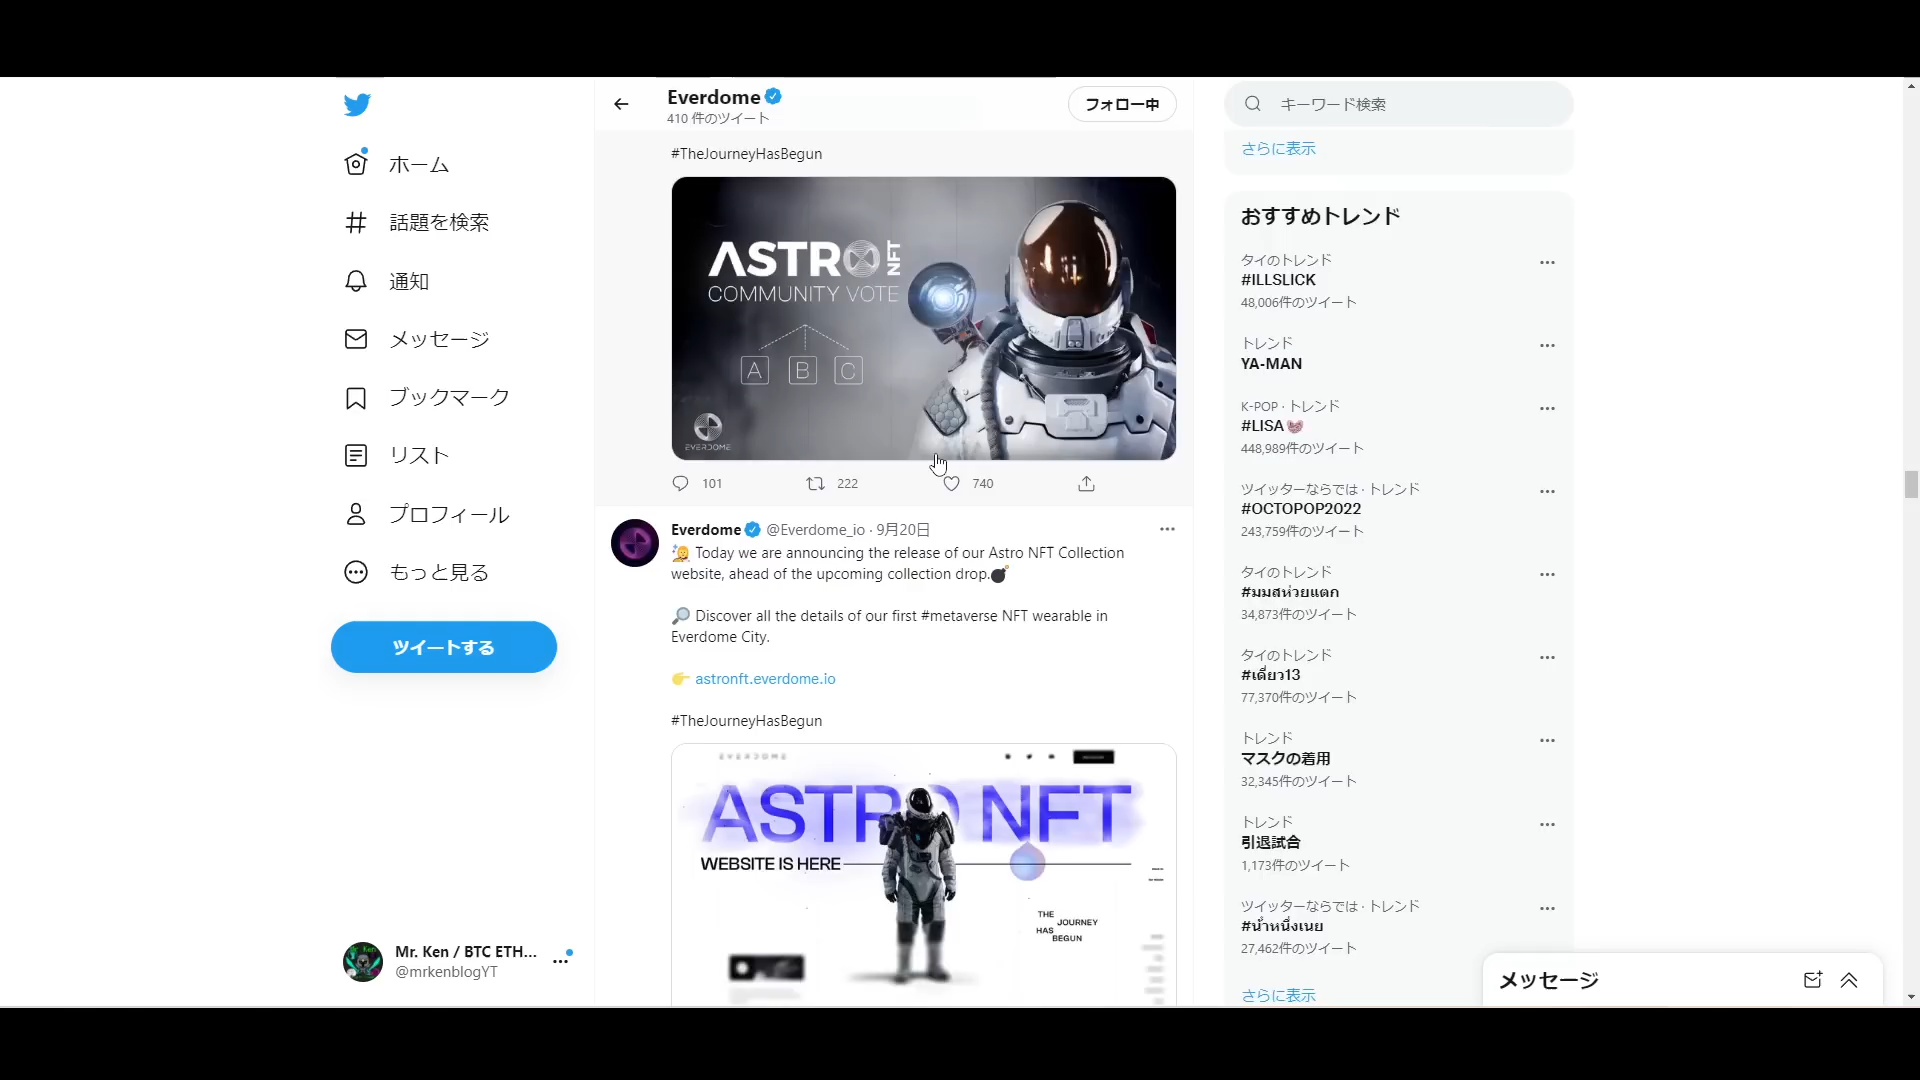 ホーム
話題を検索
通知
メッセージ
ブックマーク
リスト
プロフィール
もっと見る
ツイートする
Mr. Ken / BTC ETH...
@mrkenblogYT
Everdome
410 件のツイート
フォロー中
#TheJourneyHasBegun
ASTRO NFT
COMMUNITY VOTE
A B C
EVERDOME
101 222 740
Everdome @Everdome_io · 9月20日
Today we are announcing the release of our Astro NFT Collection
website, ahead of the upcoming collection drop.
Discover all the details of our first #metaverse NFT wearable in
Everdome City.
astronft.everdome.io
#TheJourneyHasBegun
EVERDOME
ASTRO NFT
WEBSITE IS HERE
THE
JOURNEY
HAS
BEGUN
キーワード検索
さらに表示
おすすめトレンド
タイのトレンド
#ILLSLICK
48,006件のツイート
トレンド
YA-MAN
K-POP · トレンド
#LISA
448,989件のツイート
ツイッターならでは · トレンド
#OCTOPOP2022
243,759件のツイート
タイのトレンド
#มมสห่วยแตก
34,873件のツイート
タイのトレンド
#เดี่ยว13
77,370件のツイート
トレンド
マスクの着用
32,345件のツイート
トレンド
引退試合
1,173件のツイート
ツイッターならでは · トレンド
#น้ําหนึ่งเนย
27,462件のツイート
さらに表示
メッセージ